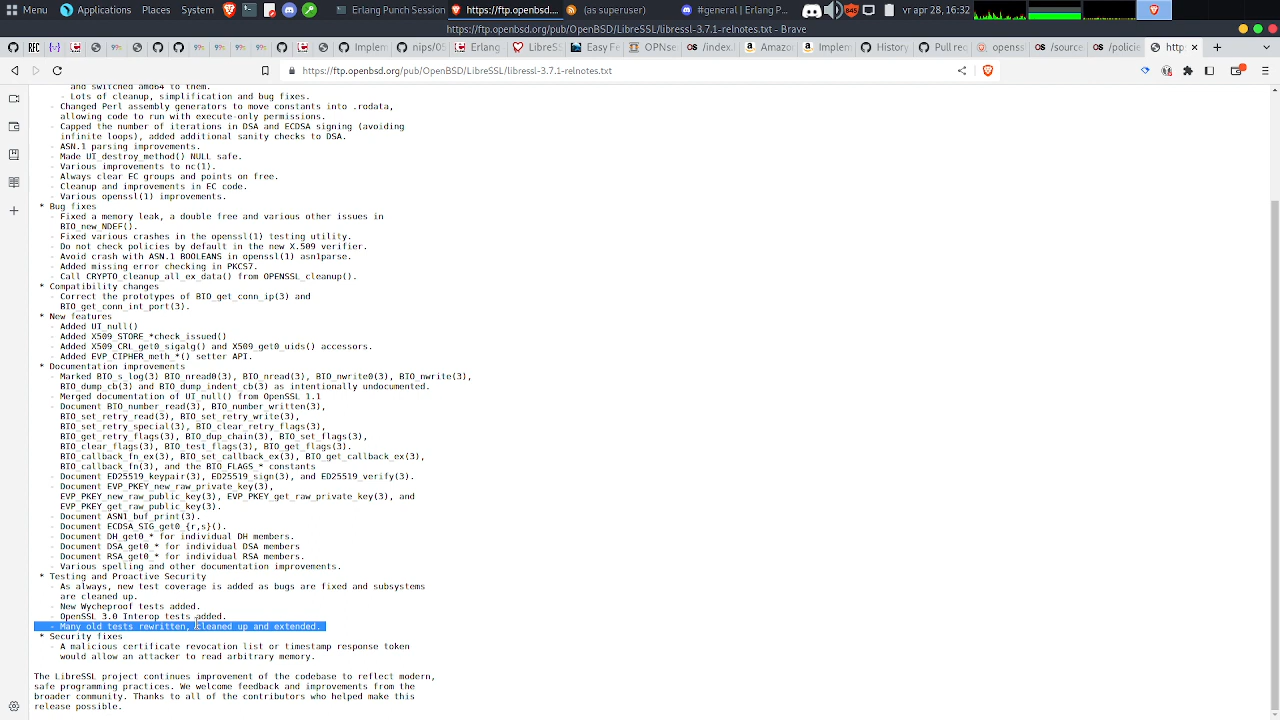 Menu Applications Places System Erlang Punch Session https://ftp.openbsd.... (as superuser) #general | Erlang P... 845 vr apr 28, 16:32
https://ftp.openbsd.org/pub/OpenBSD/LibreSSL/libressl-3.7.1-relnotes.txt - Brave
Implem nips/05 Erlang LibreS Easy Fe OPNse /index. Amazo Implem History Pull req openss /source /policie http:
https://ftp.openbsd.org/pub/OpenBSD/LibreSSL/libressl-3.7.1-relnotes.txt
and switched amd64 to them.
- Lots of cleanup, simplification and bug fixes.
- Changed Perl assembly generators to move constants into .rodata,
allowing code to run with execute-only permissions.
- Capped the number of iterations in DSA and ECDSA signing (avoiding
infinite loops), added additional sanity checks to DSA.
- ASN.1 parsing improvements.
- Made UI_destroy_method() NULL safe.
- Various improvements to nc(1).
- Always clear EC groups and points on free.
- Cleanup and improvements in EC code.
- Various openssl(1) improvements.
* Bug fixes
- Fixed a memory leak, a double free and various other issues in
BIO_new_NDEF().
- Fixed various crashes in the openssl(1) testing utility.
- Do not check policies by default in the new X.509 verifier.
- Avoid crash with ASN.1 BOOLEANS in openssl(1) asn1parse.
- Added missing error checking in PKCS7.
- Call CRYPTO_cleanup_all_ex_data() from OPENSSL_cleanup().
* Compatibility changes
- Correct the prototypes of BIO_get_conn_ip(3) and
BIO_get_conn_int_port(3).
* New features
- Added UI_null()
- Added X509_STORE_*check_issued()
- Added X509_CRL_get0_sigalg() and X509_get0_uids() accessors.
- Added EVP_CIPHER_meth_*() setter API.
* Documentation improvements
- Marked BIO_s_log(3) BIO_nread0(3), BIO_nread(3), BIO_nwrite0(3), BIO_nwrite(3),
BIO_dump_cb(3) and BIO_dump_indent_cb(3) as intentionally undocumented.
- Merged documentation of UI_null() from OpenSSL 1.1
- Document BIO_number_read(3), BIO_number_written(3),
BIO_set_retry_read(3), BIO_set_retry_write(3),
BIO_set_retry_special(3), BIO_clear_retry_flags(3),
BIO_get_retry_flags(3), BIO_dup_chain(3), BIO_set_flags(3),
BIO_clear_flags(3), BIO_test_flags(3), BIO_get_flags(3).
BIO_callback_fn_ex(3), BIO_set_callback_ex(3), BIO_get_callback_ex(3),
BIO_callback_fn(3), and the BIO_FLAGS_* constants
- Document ED25519_keypair(3), ED25519_sign(3), and ED25519_verify(3).
- Document EVP_PKEY_new_raw_private_key(3),
EVP_PKEY_new_raw_public_key(3), EVP_PKEY_get_raw_private_key(3), and
EVP_PKEY_get_raw_public_key(3).
- Document ASN1_buf_print(3).
- Document ECDSA_SIG_get0_{r,s}().
- Document DH_get0_* for individual DH members.
- Document DSA_get0_* for individual DSA members
- Document RSA_get0_* for individual RSA members.
- Various spelling and other documentation improvements.
* Testing and Proactive Security
- As always, new test coverage is added as bugs are fixed and subsystems
are cleaned up.
- New Wycheproof tests added.
- OpenSSL 3.0 Interop tests added.
- Many old tests rewritten, cleaned up and extended.
* Security fixes
- A malicious certificate revocation list or timestamp response token
would allow an attacker to read arbitrary memory.
The LibreSSL project continues improvement of the codebase to reflect modern,
safe programming practices. We welcome feedback and improvements from the
broader community. Thanks to all of the contributors who helped make this
release possible.